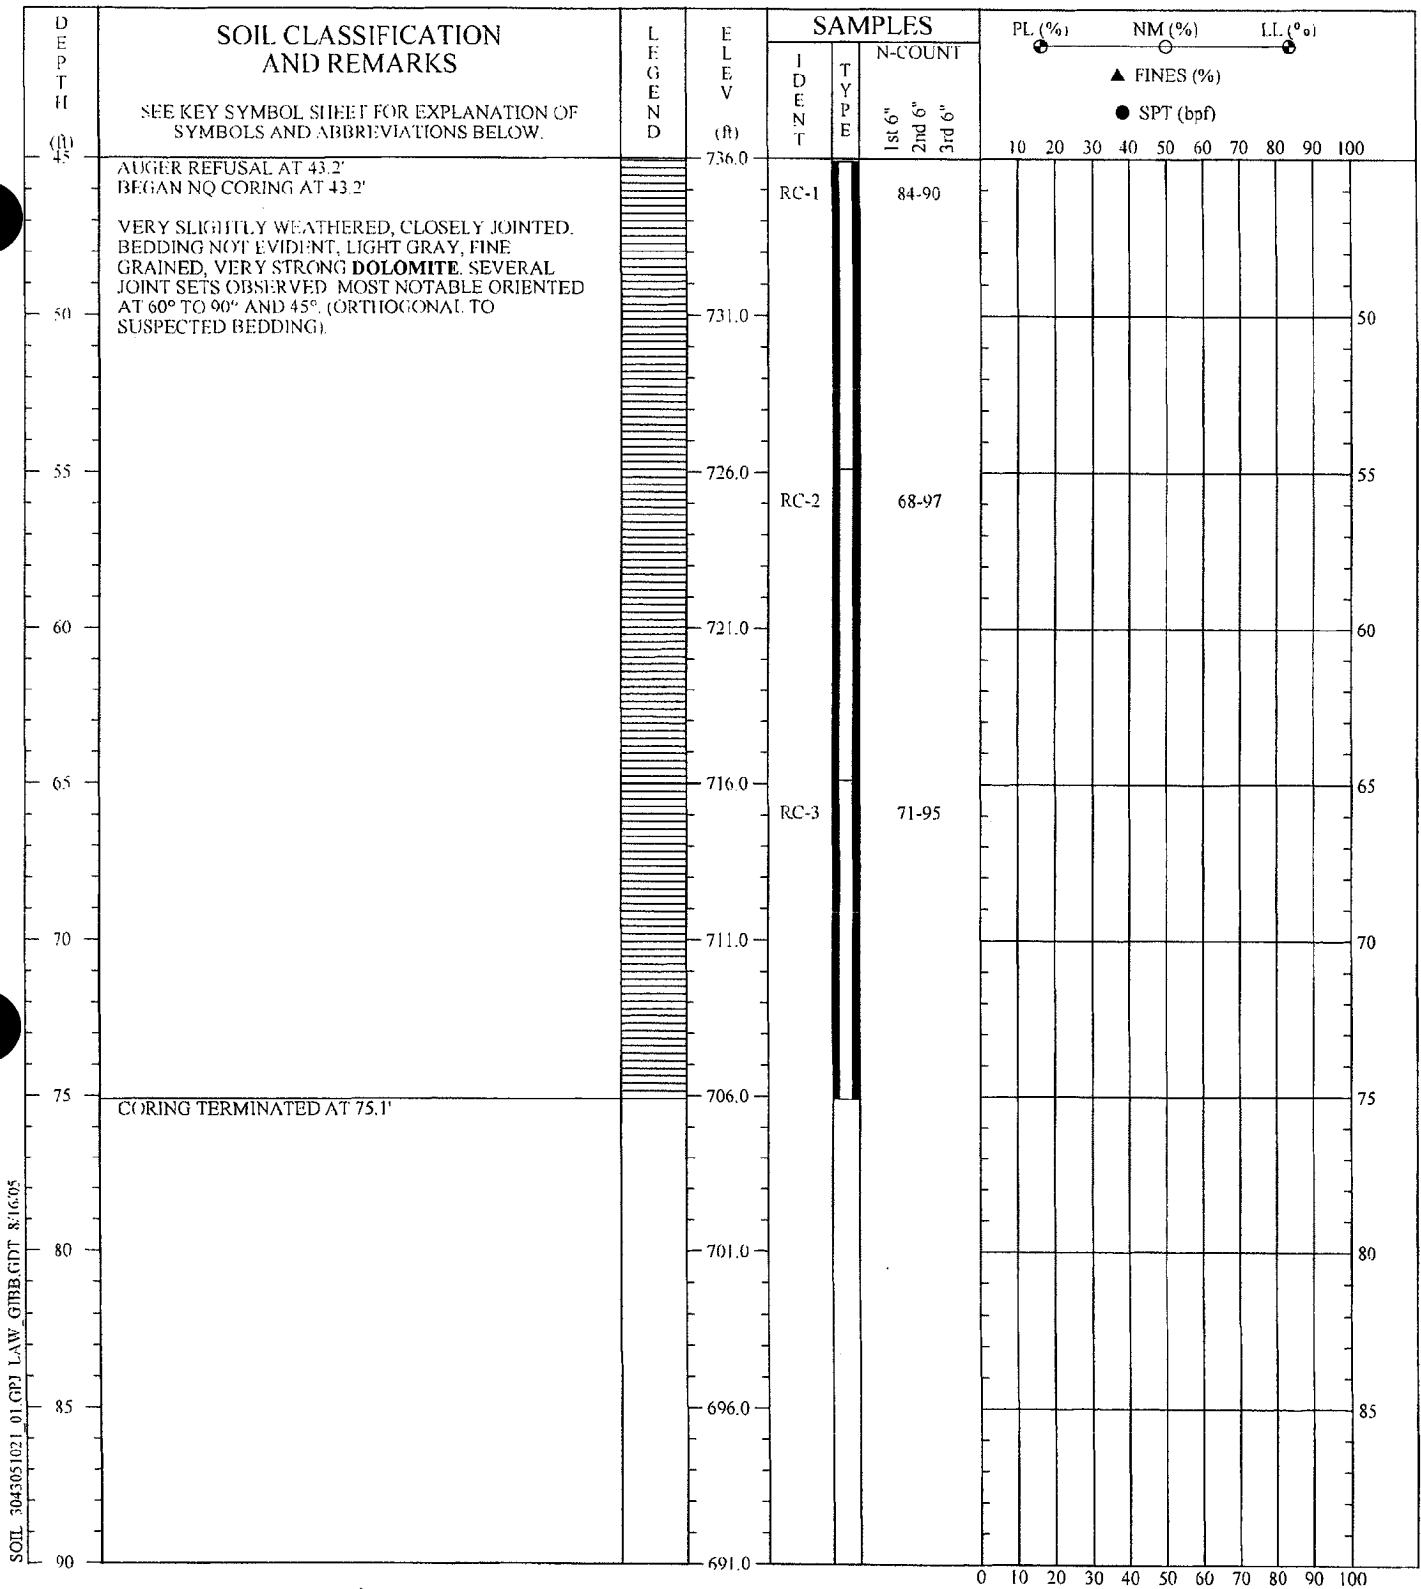 DEPTH (ft)
SOIL CLASSIFICATION
AND REMARKS
SEE KEY SYMBOL SHEET FOR EXPLANATION OF
SYMBOLS AND ABBREVIATIONS BELOW.
LEGEND
ELEV (ft)
SAMPLES
IDENT
TYPE
N-COUNT
1st 6"
2nd 6"
3rd 6"
PL (%) NM (%) LL (%)
▲ FINES (%)
● SPT (bpf)
10 20 30 40 50 60 70 80 90 100
45 736.0
AUGER REFUSAL AT 43.2'
BEGAN NQ CORING AT 43.2'
RC-1 84-90
VERY SLIGHTLY WEATHERED, CLOSELY JOINTED.
BEDDING NOT EVIDENT, LIGHT GRAY, FINE
GRAINED, VERY STRONG DOLOMITE. SEVERAL
JOINT SETS OBSERVED MOST NOTABLE ORIENTED
AT 60° TO 90° AND 45°. (ORTHOGONAL TO
SUSPECTED BEDDING).
50 731.0 50
55 726.0 55
RC-2 68-97
60 721.0 60
65 716.0 65
RC-3 71-95
70 711.0 70
75 706.0 75
CORING TERMINATED AT 75.1'
80 701.0 80
85 696.0 85
90 691.0
0 10 20 30 40 50 60 70 80 90 100
SOIL 3043051021_01.GPJ LAW_GIBB.GDT 8/16/05